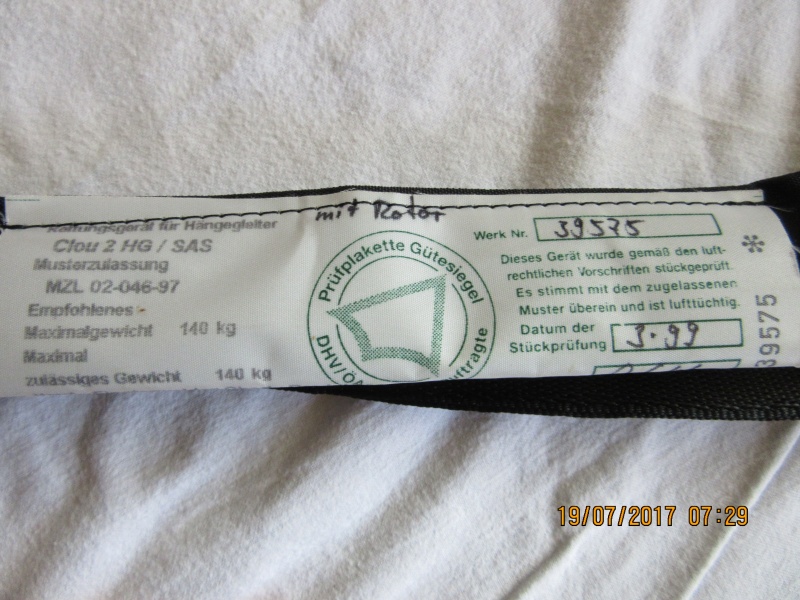 mit Rotor
Rettungsgerät für Hängegleiter
Clou 2 HG / SAS
Musterzulassung
MZL 02-046-97
Empfohlenes
Maximalgewicht 140 kg
Maximal
zulässiges Gewicht 140 kg
Prüfplakette Gütesiegel
DHV/ÖA
Werk Nr. 39575
Dieses Gerät wurde gemäß den luft-
rechtlichen Vorschriften stückgeprüft.
Es stimmt mit dem zugelassenen
Muster überein und ist lufttüchtig.
Datum der
Stückprüfung 3.99
39575
19/07/2017 07:29